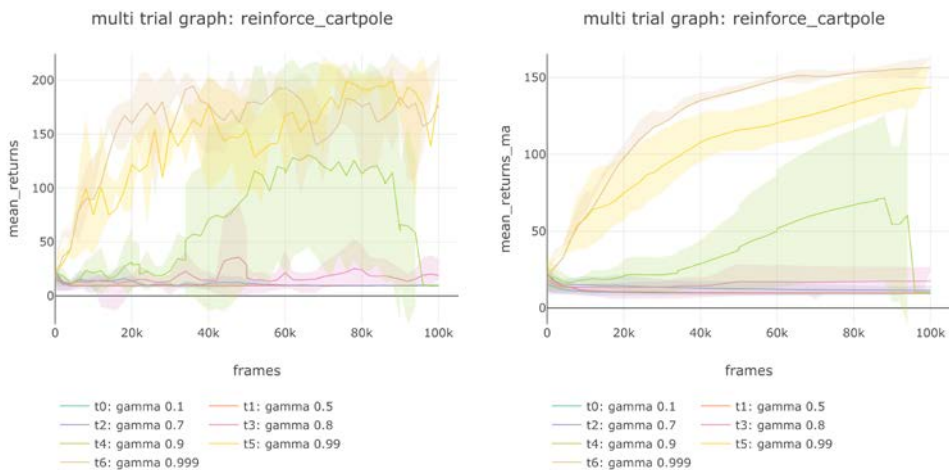 multi trial graph: reinforce_cartpole
mean_returns
200
150
100
50
0
0 20k 40k 60k 80k 100k
frames
t0: gamma 0.1 t1: gamma 0.5
t2: gamma 0.7 t3: gamma 0.8
t4: gamma 0.9 t5: gamma 0.99
t6: gamma 0.999
multi trial graph: reinforce_cartpole
mean_returns_ma
150
100
50
0
0 20k 40k 60k 80k 100k
frames
t0: gamma 0.1 t1: gamma 0.5
t2: gamma 0.7 t3: gamma 0.8
t4: gamma 0.9 t5: gamma 0.99
t6: gamma 0.999